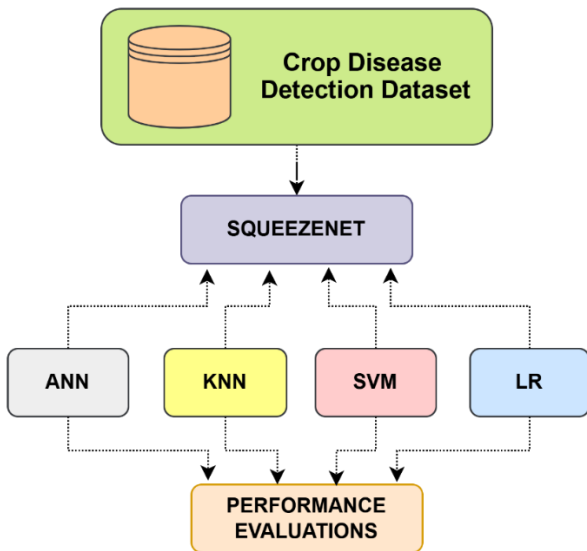 Crop Disease
Detection Dataset
SQUEEZENET
ANN
KNN
SVM
LR
PERFORMANCE
EVALUATIONS